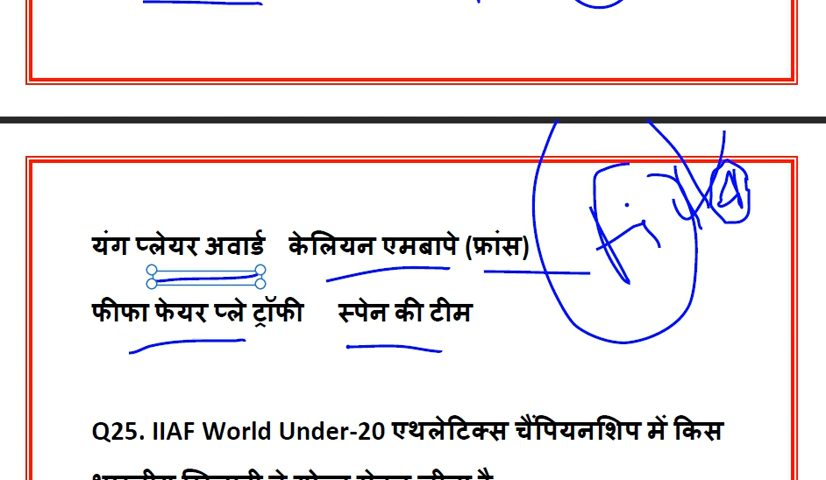 यंग प्लेयर अवार्ड केलियन एमबापे (फ्रांस)
फीफा फेयर प्ले ट्रॉफी स्पेन की टीम
Q25. IIAF World Under-20 एथलेटिक्स चैंपियनशिप में किस